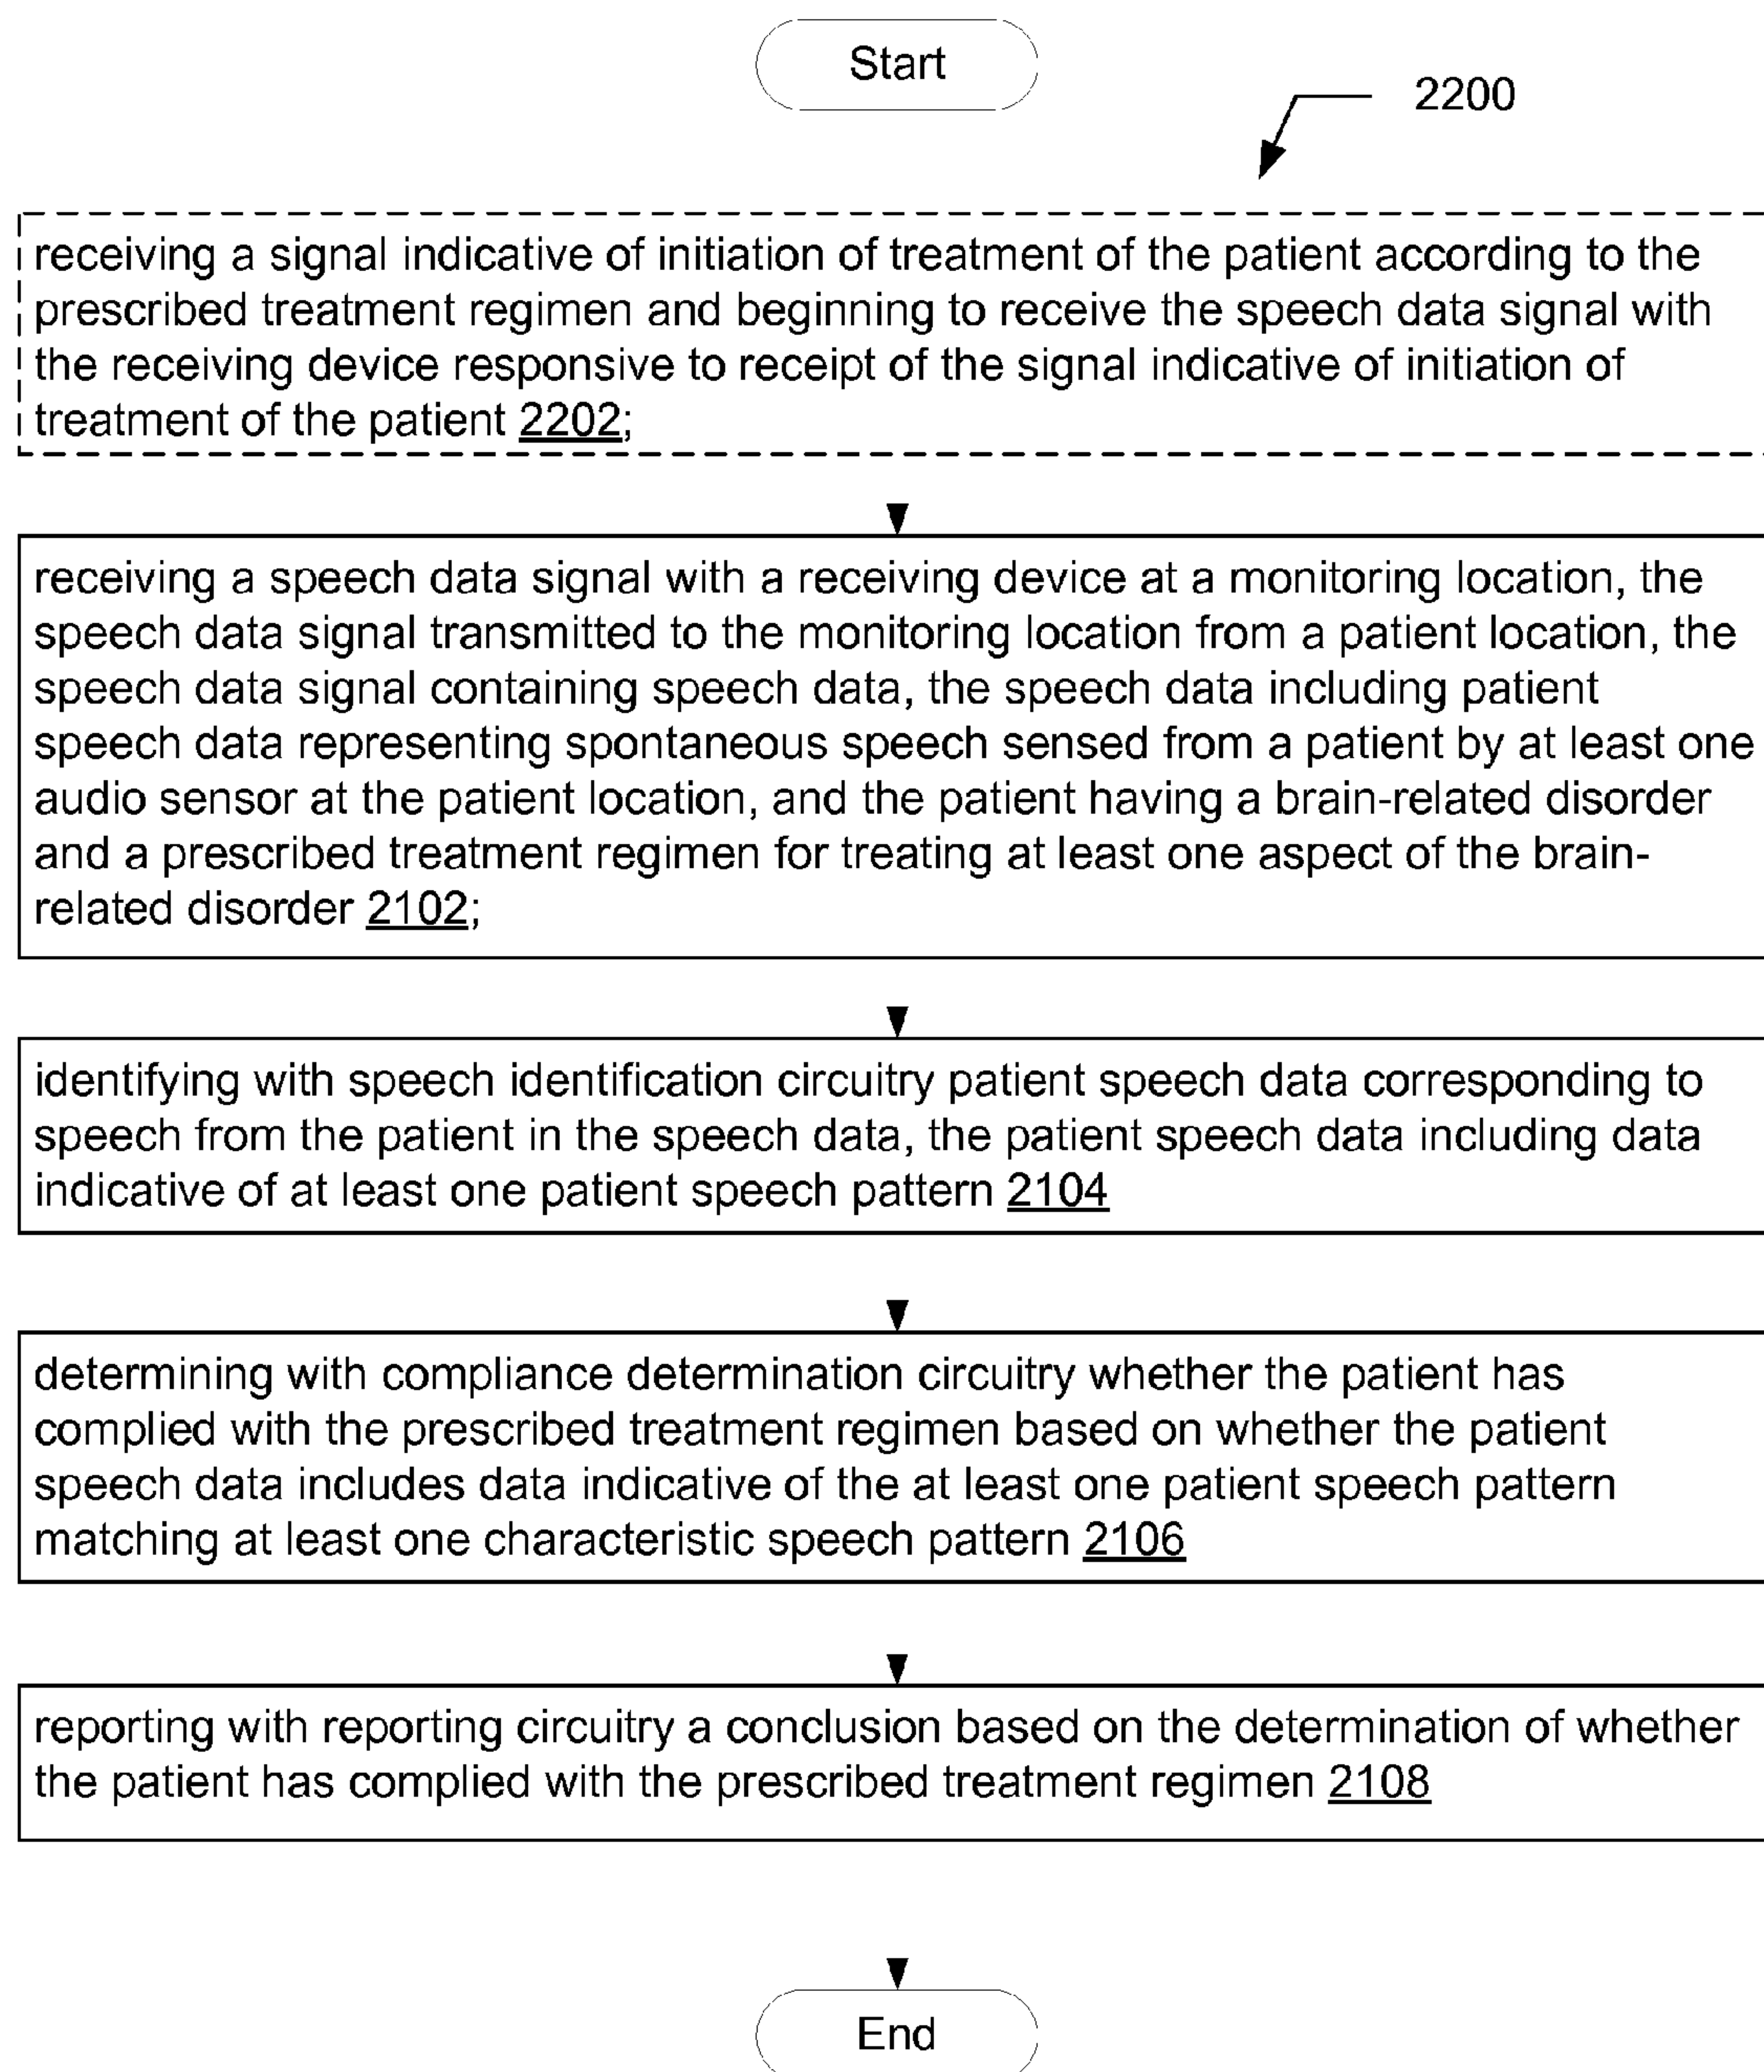 Start
2200
receiving a signal indicative of initiation of treatment of the patient according to the
prescribed treatment regimen and beginning to receive the speech data signal with
the receiving device responsive to receipt of the signal indicative of initiation of
treatment of the patient 2202;
receiving a speech data signal with a receiving device at a monitoring location, the
speech data signal transmitted to the monitoring location from a patient location, the
speech data signal containing speech data, the speech data including patient
speech data representing spontaneous speech sensed from a patient by at least one
audio sensor at the patient location, and the patient having a brain-related disorder
and a prescribed treatment regimen for treating at least one aspect of the brain-
related disorder 2102;
identifying with speech identification circuitry patient speech data corresponding to
speech from the patient in the speech data, the patient speech data including data
indicative of at least one patient speech pattern 2104
determining with compliance determination circuitry whether the patient has
complied with the prescribed treatment regimen based on whether the patient
speech data includes data indicative of the at least one patient speech pattern
matching at least one characteristic speech pattern 2106
reporting with reporting circuitry a conclusion based on the determination of whether
the patient has complied with the prescribed treatment regimen 2108
End